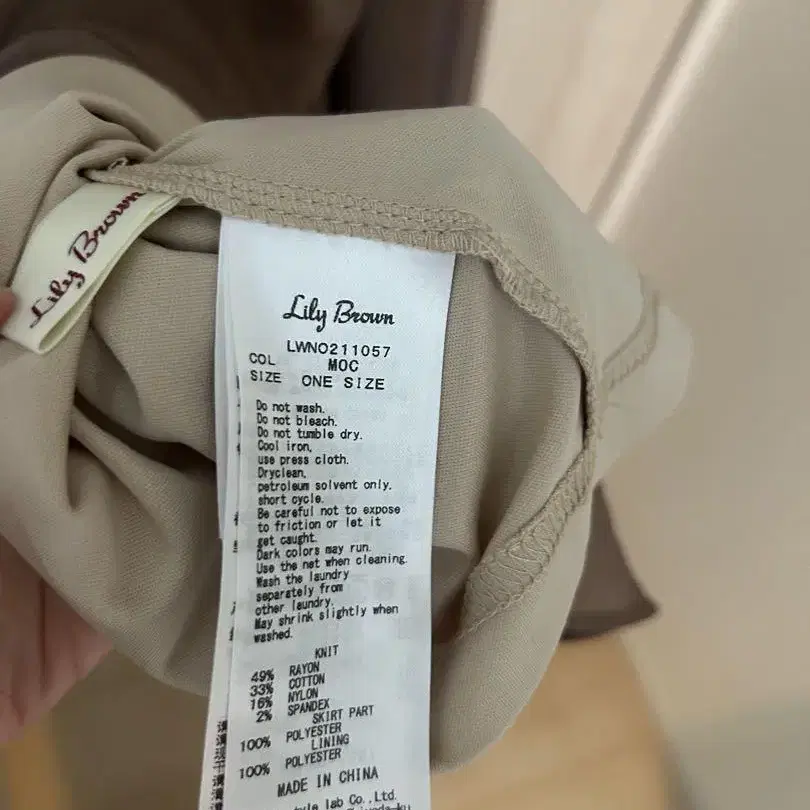 Lily Brown
Lily Brown
LWNO211057
COL MOC
SIZE ONE SIZE
Do not wash.
Do not bleach.
Do not tumble dry.
Cool iron,
use press cloth.
Dryclean,
petroleum solvent only,
short cycle.
Be careful not to expose
to friction or let it
get caught.
Dark colors may run.
Use the net when cleaning.
Wash the laundry
separately from
other laundry.
May shrink slightly when
washed.
KNIT
49% RAYON
33% COTTON
16% NYLON
2% SPANDEX
SKIRT PART
100% POLYESTER
LINING
100% POLYESTER
MADE IN CHINA
lab Co.,Ltd.